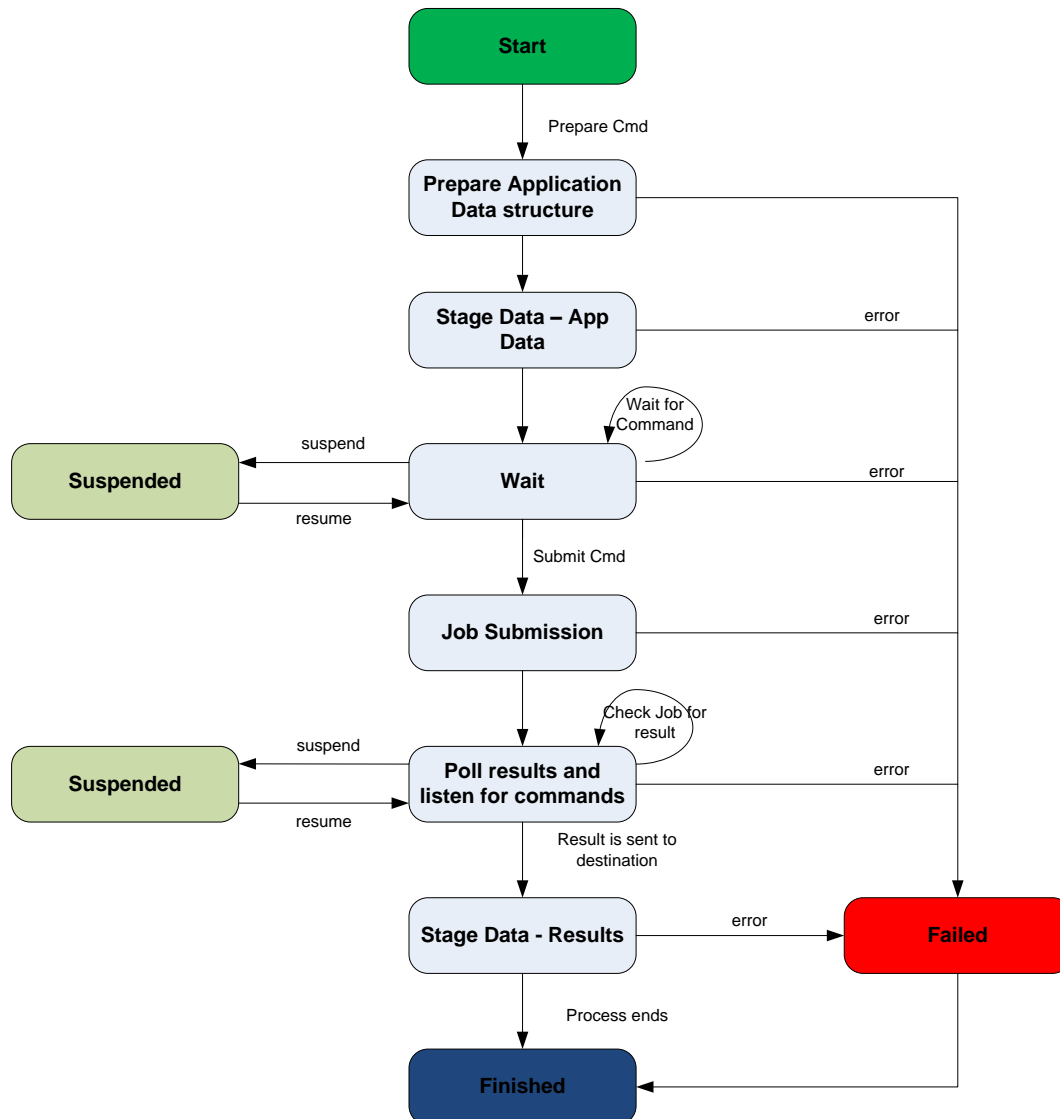 Start
Prepare Cmd
Prepare Application
Data structure
Stage Data – App
Data
error
Wait for
Command
suspend
Suspended
Wait
error
resume
Submit Cmd
Job Submission
error
Check Job for
result
suspend
Suspended
Poll results and
listen for commands
error
resume
Result is sent to
destination
Stage Data - Results
error
Failed
Process ends
Finished